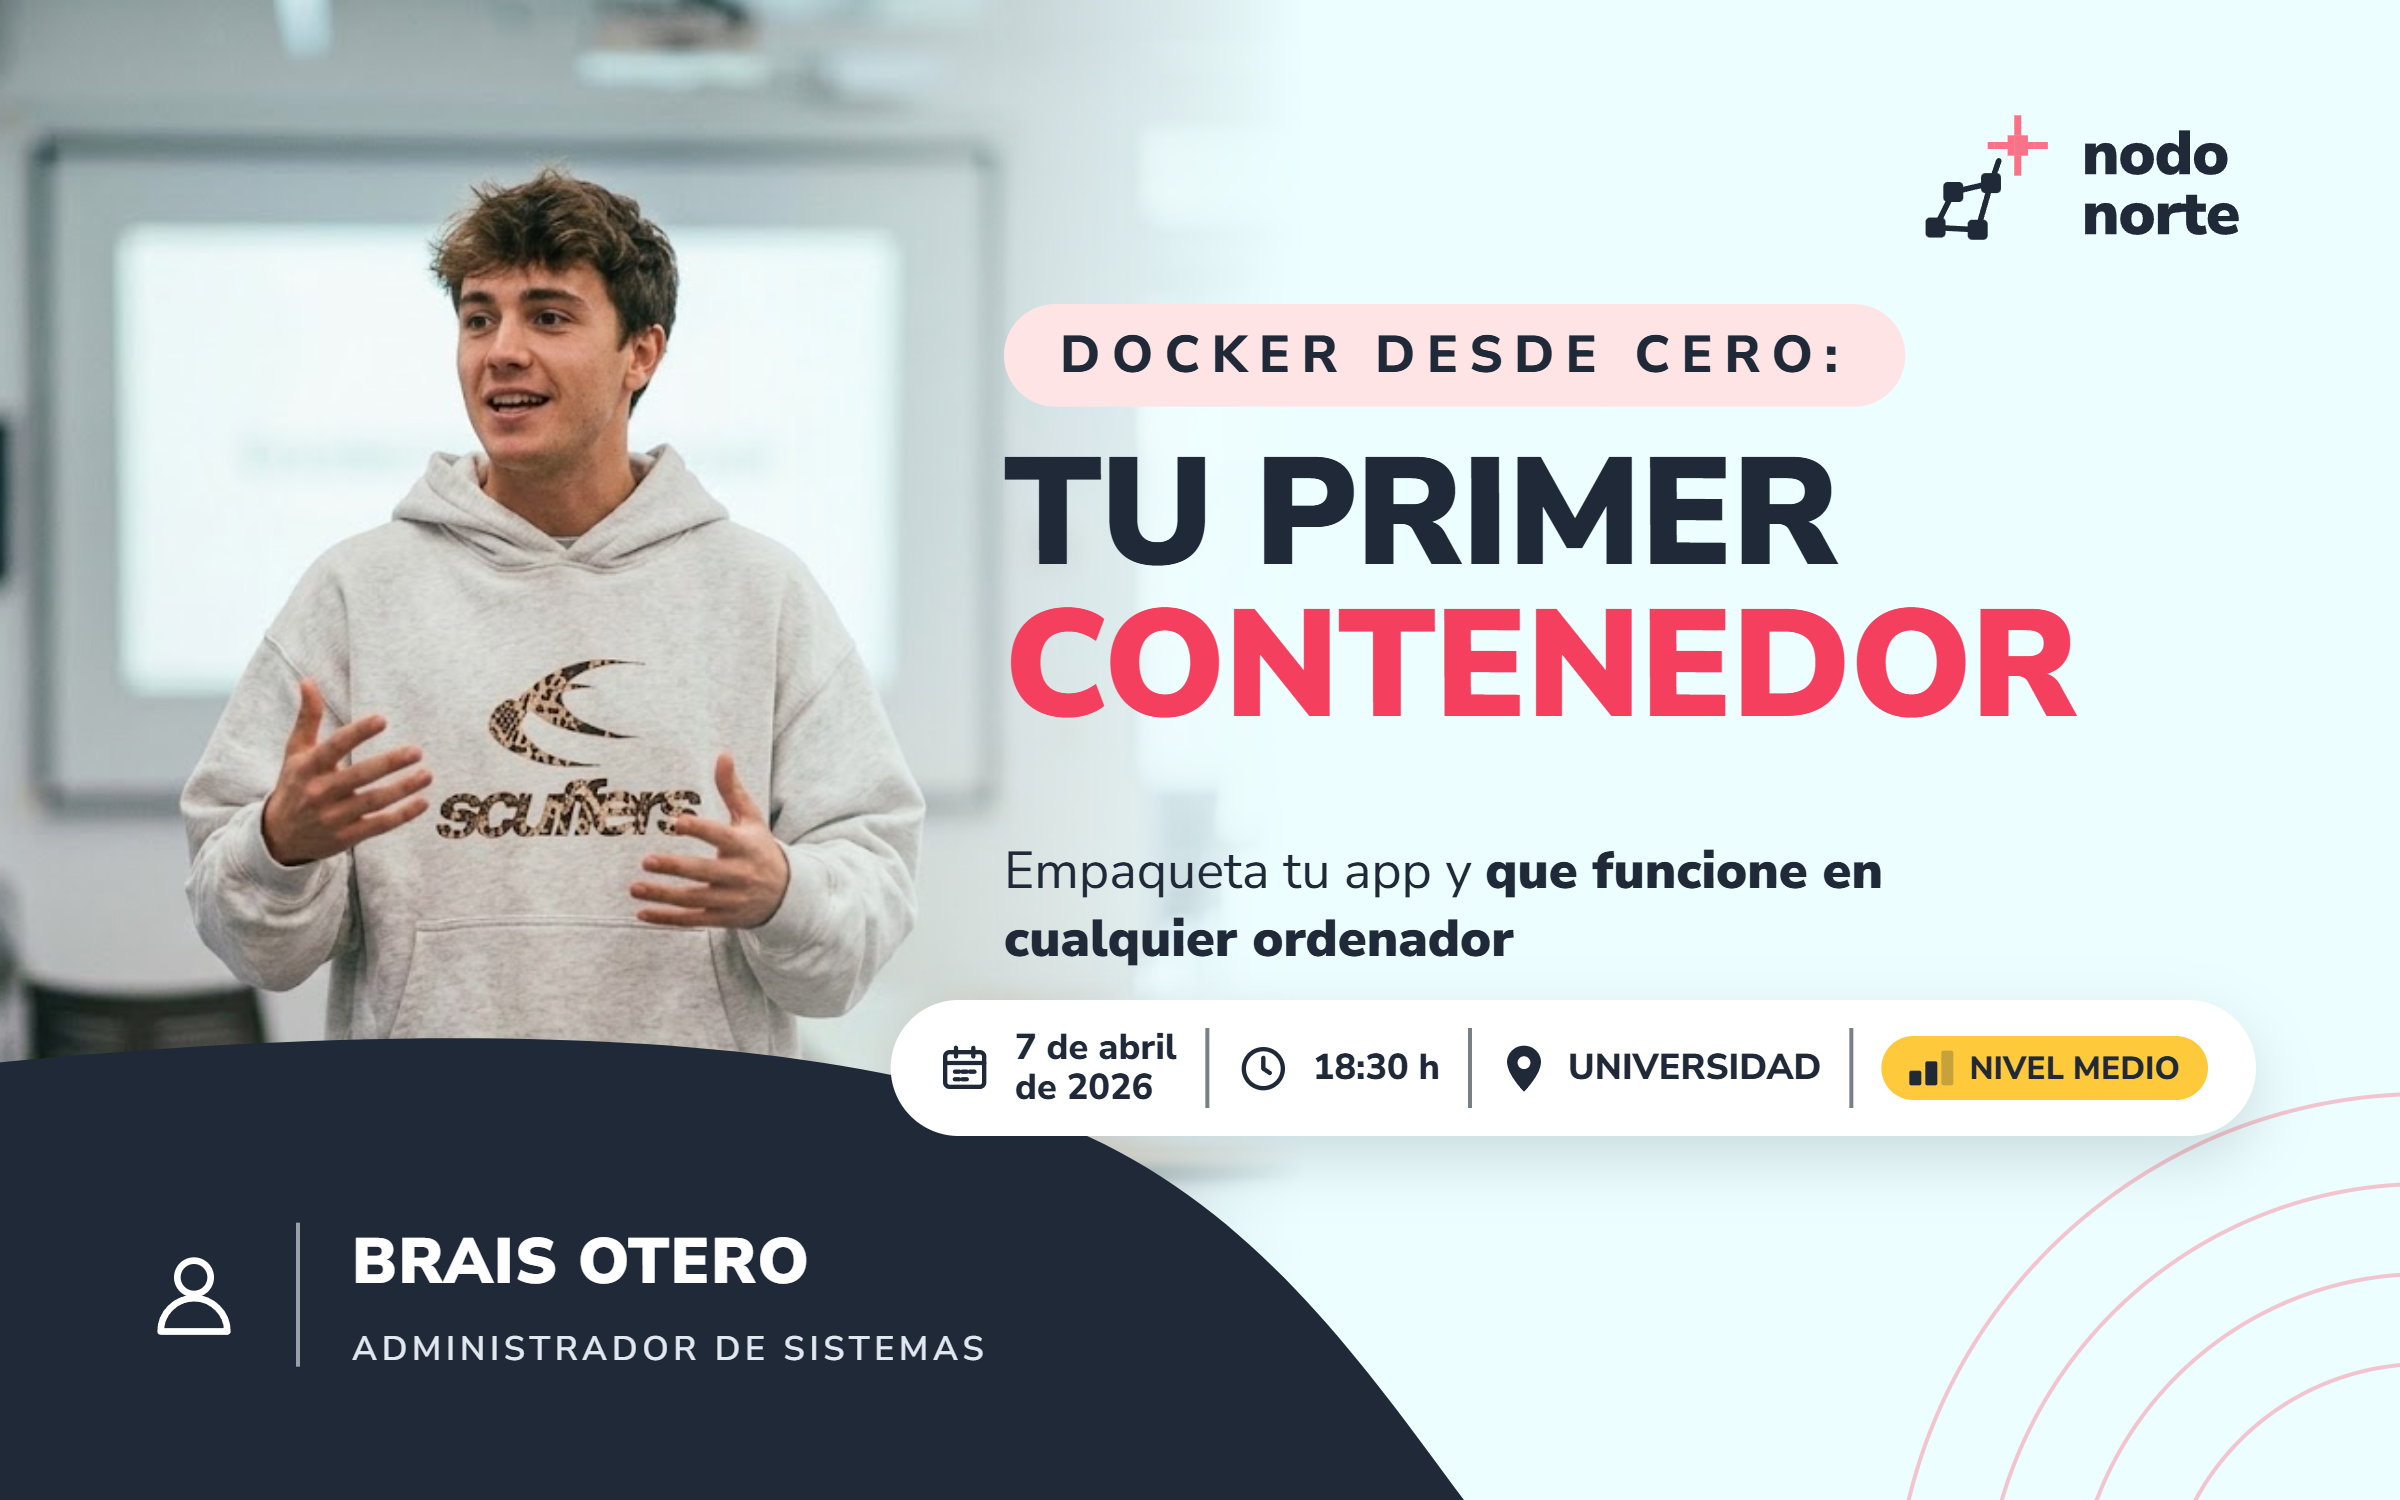 nodo
norte
DOCKER DESDE CERO:
TU PRIMER
CONTENEDOR
scuffers
Empaqueta tu app y que funcione en
cualquier ordenador
7 de abril
de 2026
18:30 h
UNIVERSIDAD
NIVEL MEDIO
BRAIS OTERO
ADMINISTRADOR DE SISTEMAS